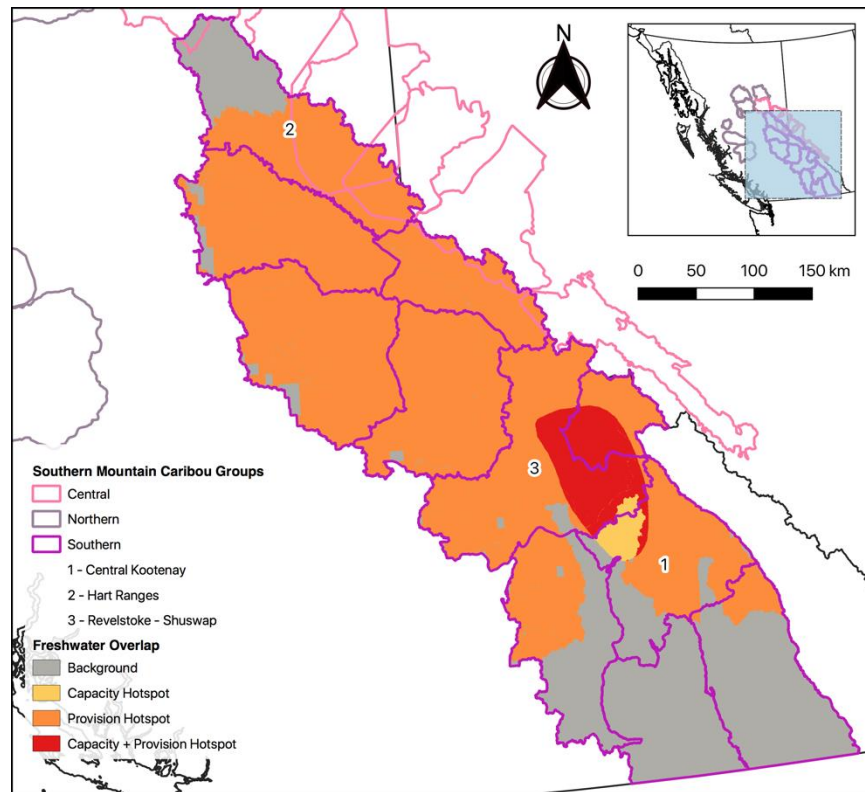 N
2
0 50 100 150 km
3
1
Southern Mountain Caribou Groups
Central
Northern
Southern
1 - Central Kootenay
2 - Hart Ranges
3 - Revelstoke - Shuswap
Freshwater Overlap
Background
Capacity Hotspot
Provision Hotspot
Capacity + Provision Hotspot